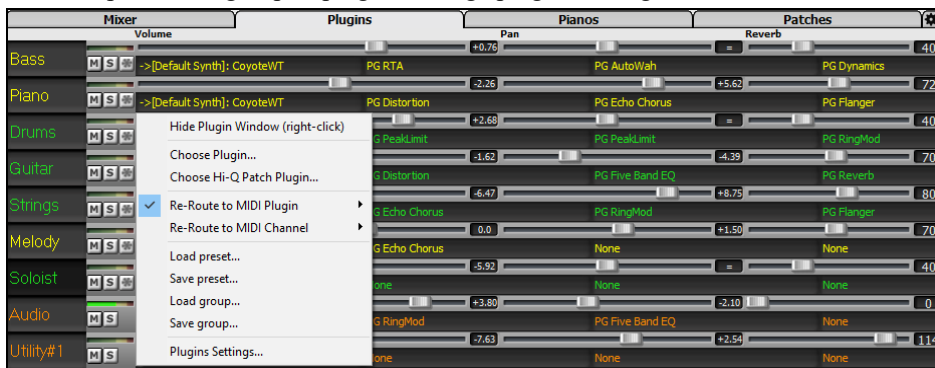 Mixer Plugins Pianos Patches
Volume Pan Reverb
Bass +0.76 = 40
M S ->[Default Synth]: CoyoteWT PG RTA PG AutoWah PG Dynamics
Piano -2.26 +5.62 72
M S ->[Default Synth]: CoyoteWT PG Distortion PG Echo Chorus PG Flanger
Drums +2.68 = 40
M S G PeakLimit PG PeakLimit PG RingMod
Guitar -1.62 -4.39 70
M S G Distortion PG Five Band EQ PG Reverb
Strings -6.47 +8.75 80
M S G Echo Chorus PG RingMod PG Flanger
Melody 0.0 +1.50 70
M S G Echo Chorus None None
Soloist -5.92 = 40
M S one None None
Audio +3.80 -2.10 0
M S G RingMod PG Five Band EQ None
Utility#1 -7.63 +2.54 114
M S one None None
Hide Plugin Window (right-click)
Choose Plugin...
Choose Hi-Q Patch Plugin...
Re-Route to MIDI Plugin
Re-Route to MIDI Channel
Load preset...
Save preset...
Load group...
Save group...
Plugins Settings...